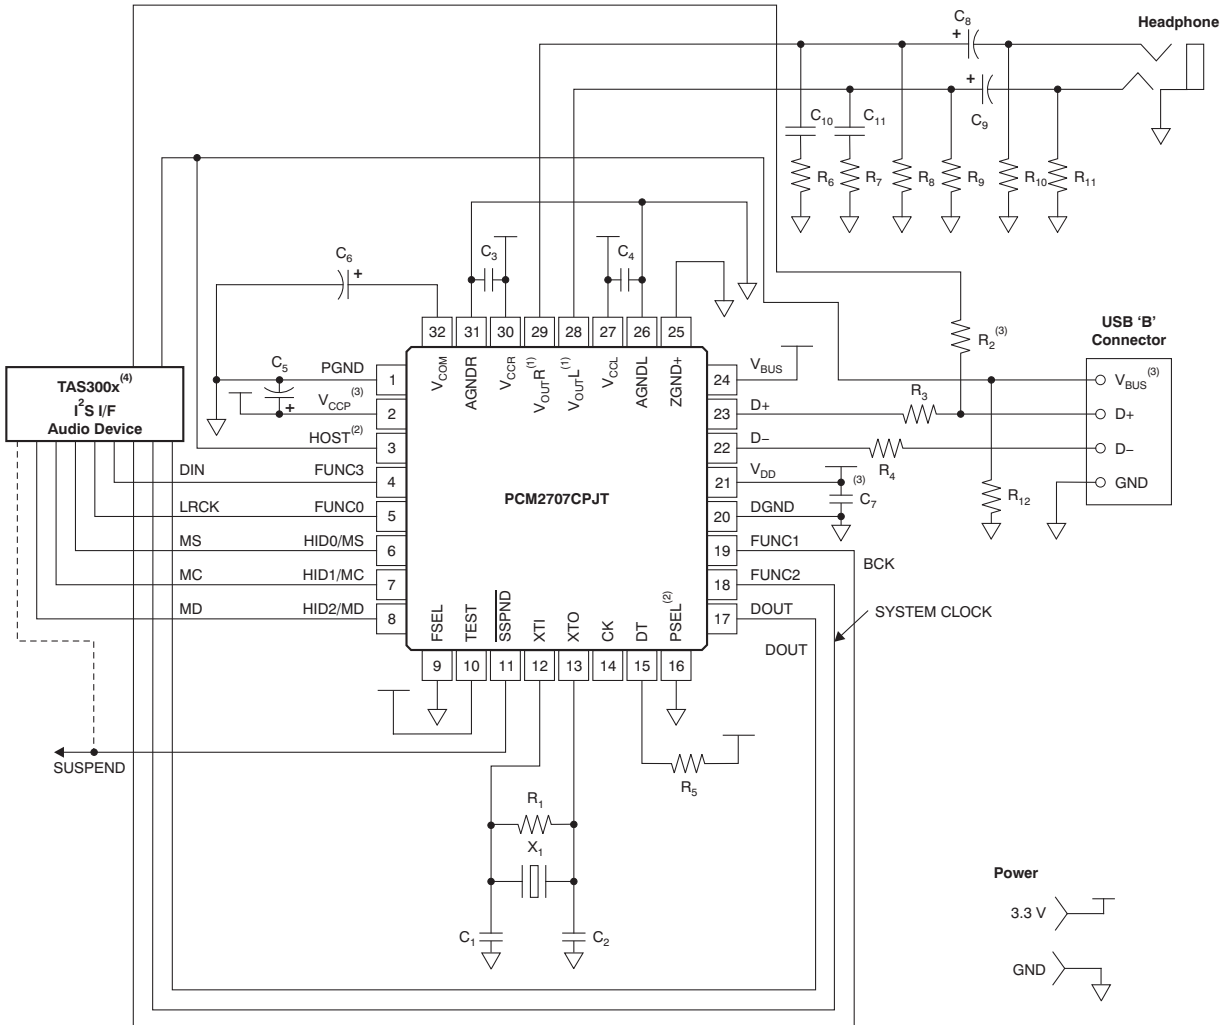 C8
Headphone
C9
C10
C11
R6
R7
R8
R9
R10
R11
C6
C3
C4
R2(3)
USB ‘B’
Connector
VBUS(3)
D+
D–
GND
TAS300x(4)
I2S I/F
Audio Device
C5
32
31
30
29
28
27
26
25
VCOM
AGNDR
VCCR
VOUTR(1)
VOUTL(1)
VCCL
AGNDL
ZGND+
PGND
1
VCCP(3)
2
HOST(2)
3
DIN
FUNC3
4
LRCK
FUNC0
5
MS
HID0/MS
6
MC
HID1/MC
7
MD
HID2/MD
8
PCM2707CPJT
24
VBUS
23
D+
R3
22
D–
R4
21
VDD
(3)
C7
20
DGND
R12
19
FUNC1
BCK
18
FUNC2
SYSTEM CLOCK
17
DOUT
DOUT
FSEL
TEST
SSPND
XTI
XTO
CK
DT
PSEL(2)
9
10
11
12
13
14
15
16
SUSPEND
R5
R1
X1
C1
C2
Power
3.3 V
GND